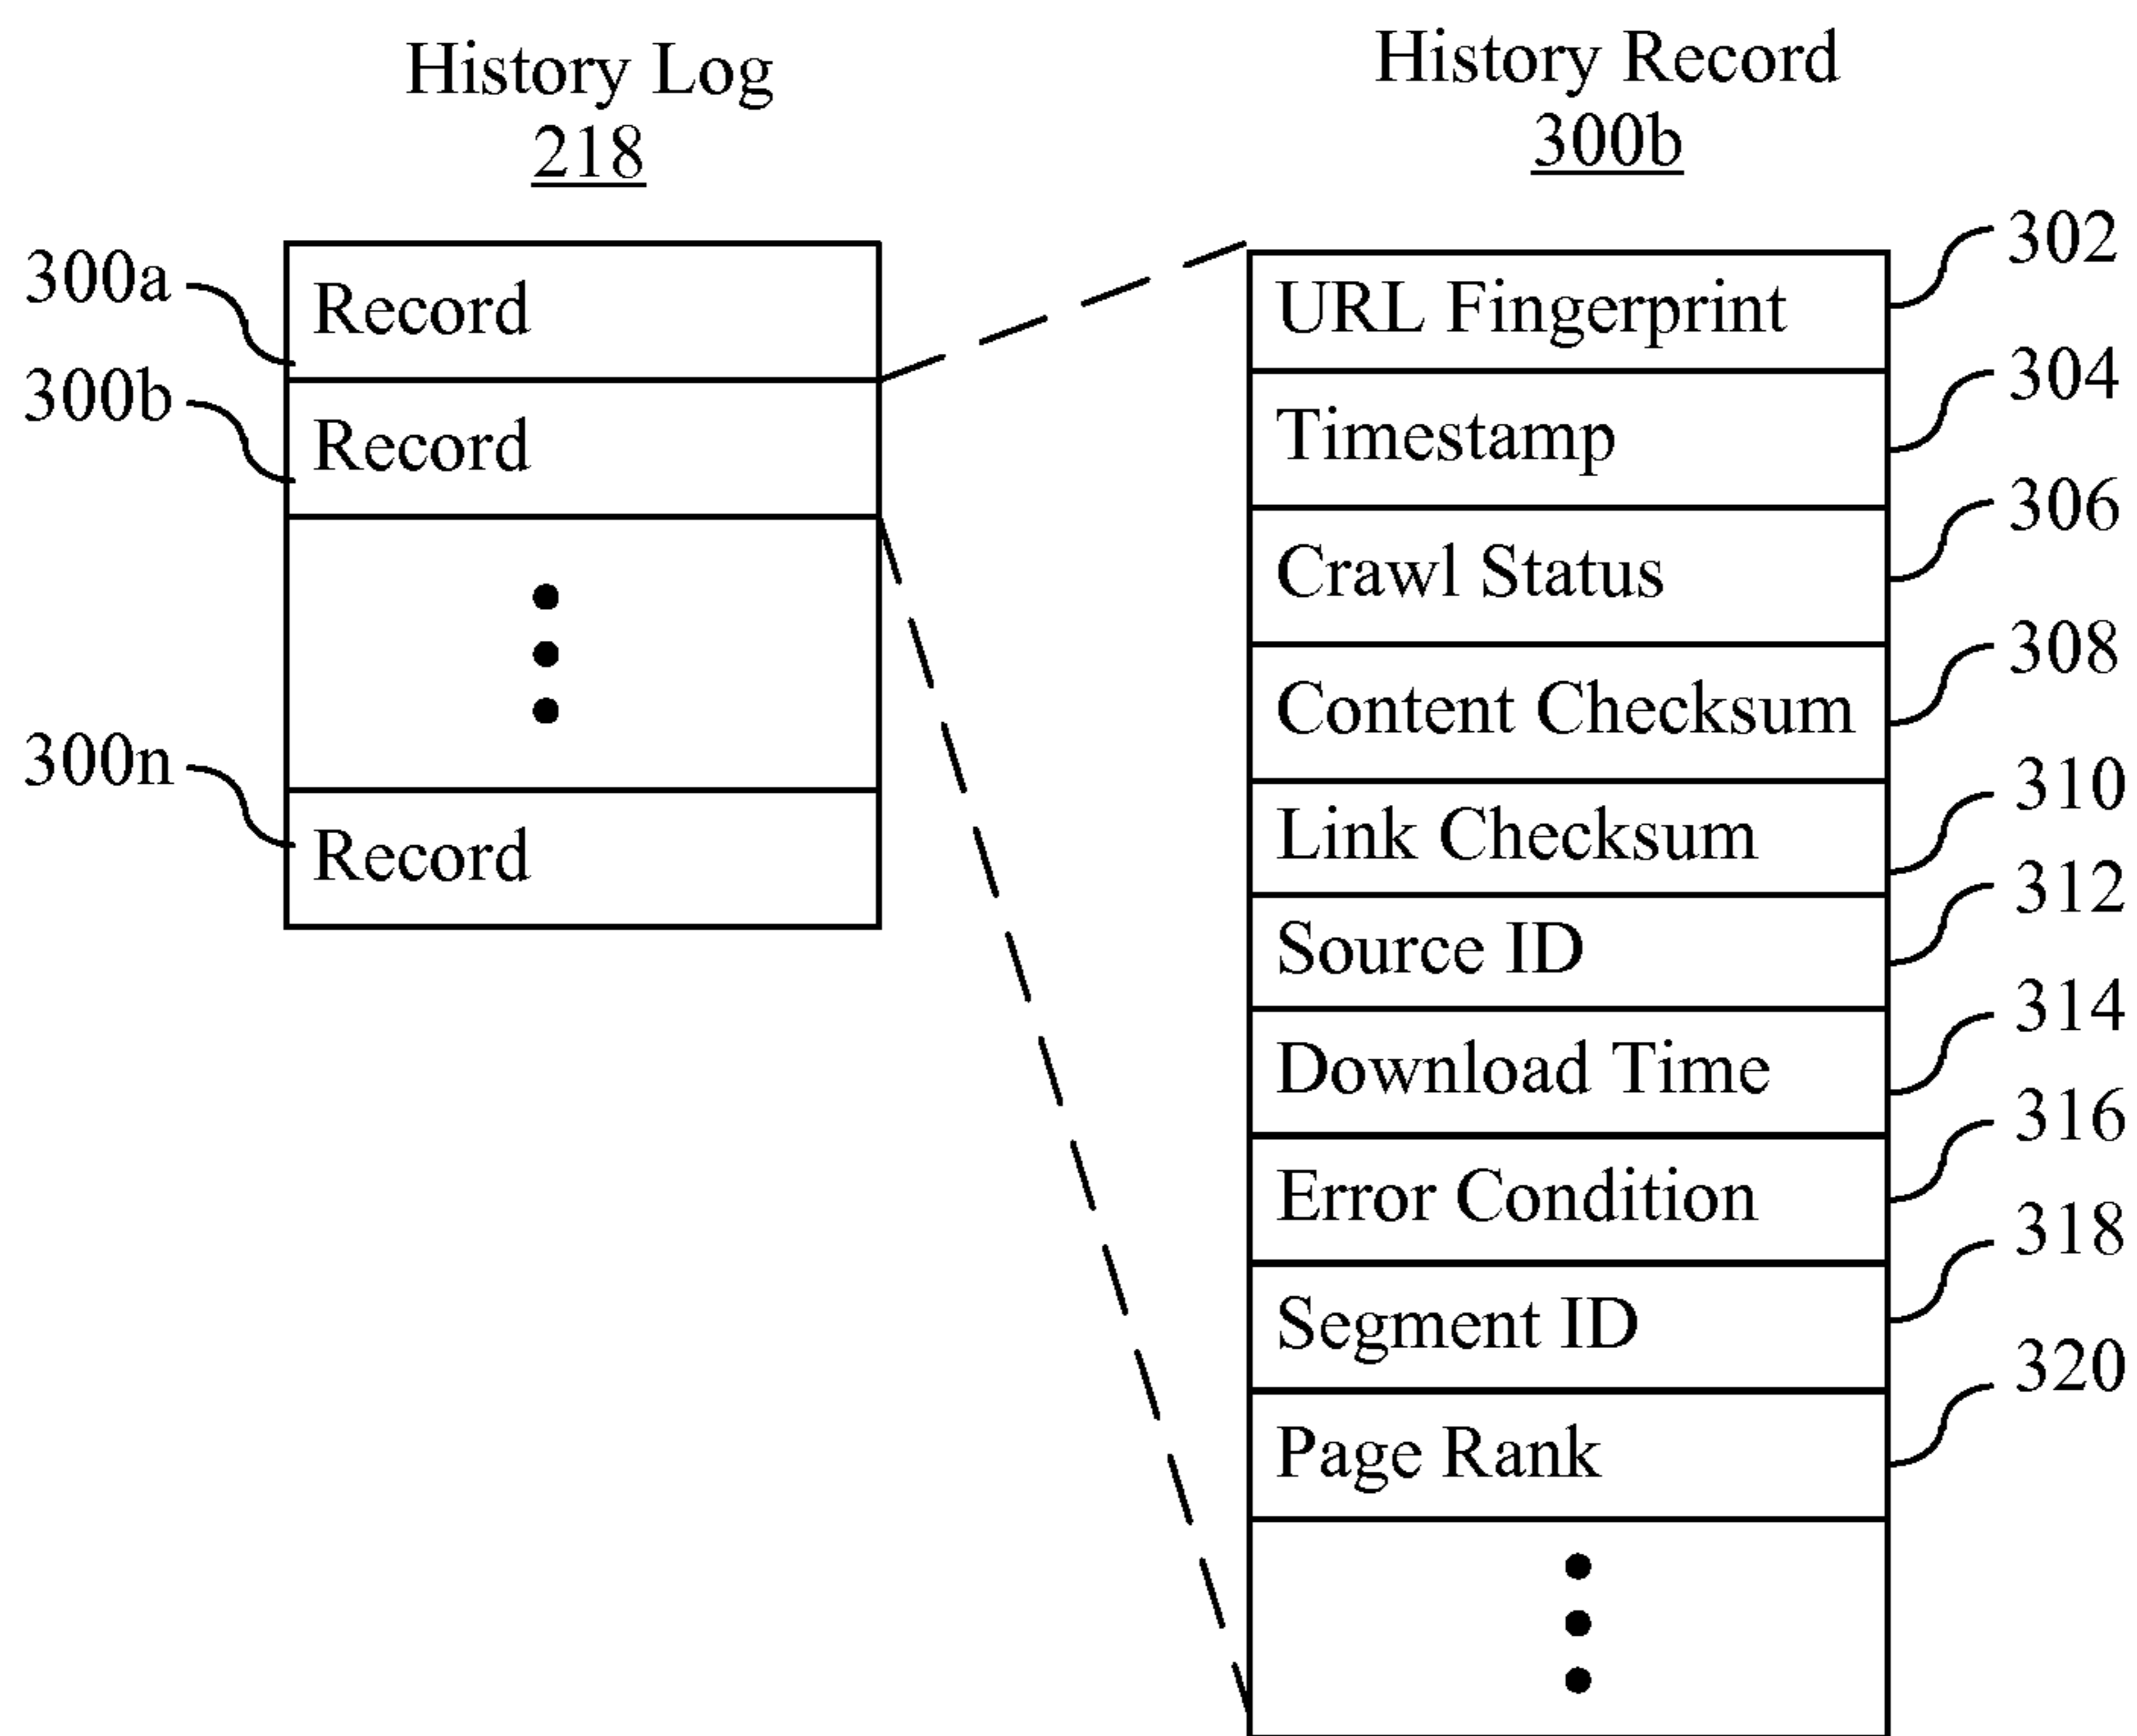 History Log
218
300a
Record
300b
Record
300n
Record
History Record
300b
URL Fingerprint
302
Timestamp
304
Crawl Status
306
Content Checksum
308
Link Checksum
310
Source ID
312
Download Time
314
Error Condition
316
Segment ID
318
Page Rank
320